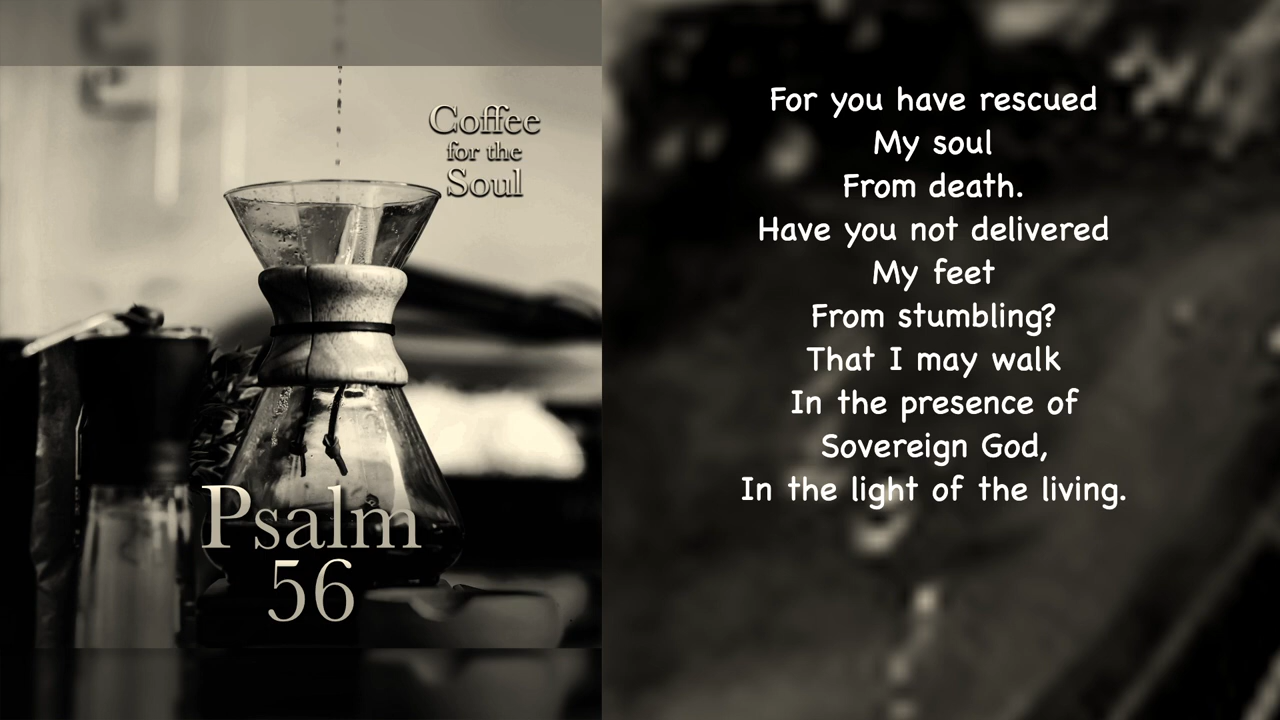 Coffee
for the
Soul
Psalm
56
For you have rescued
My soul
From death.
Have you not delivered
My feet
From stumbling?
That I may walk
In the presence of
Sovereign God,
In the light of the living.